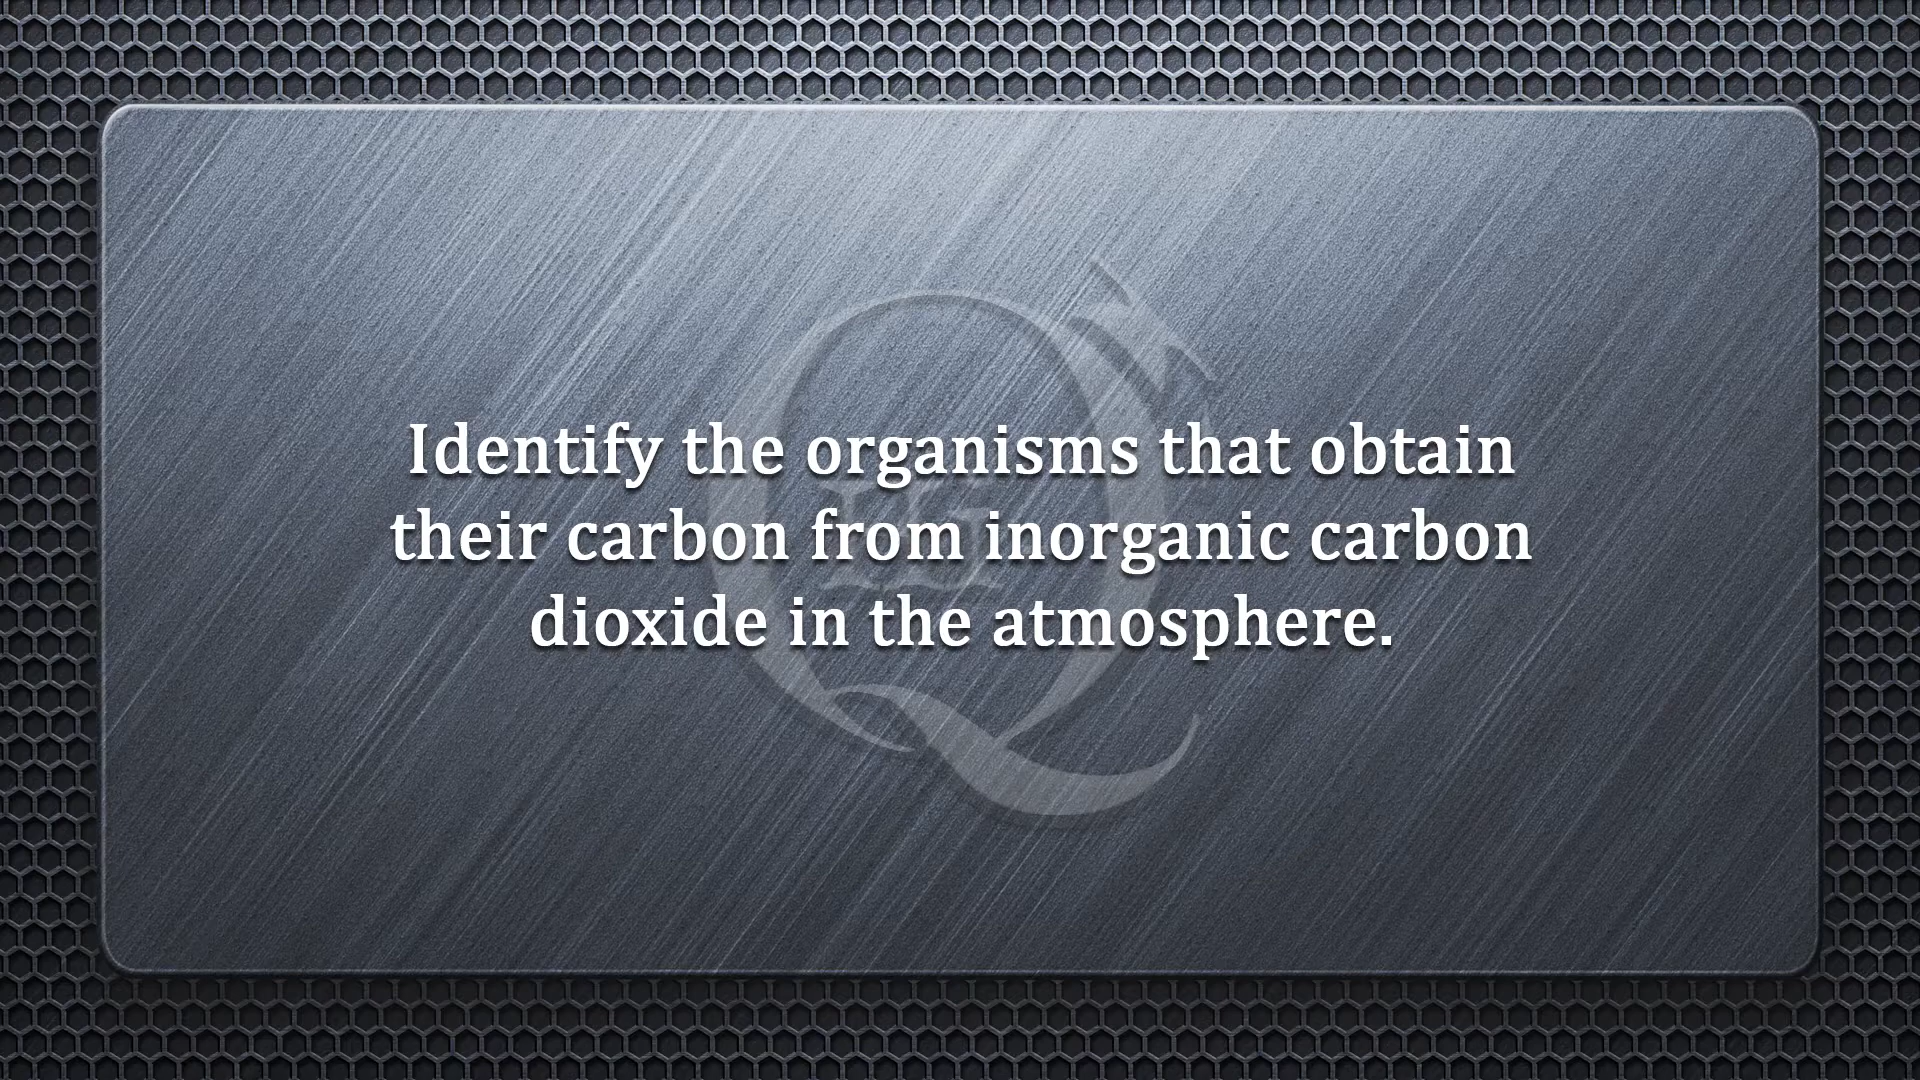 Identify the organisms that obtain
their carbon from inorganic carbon
dioxide in the atmosphere.